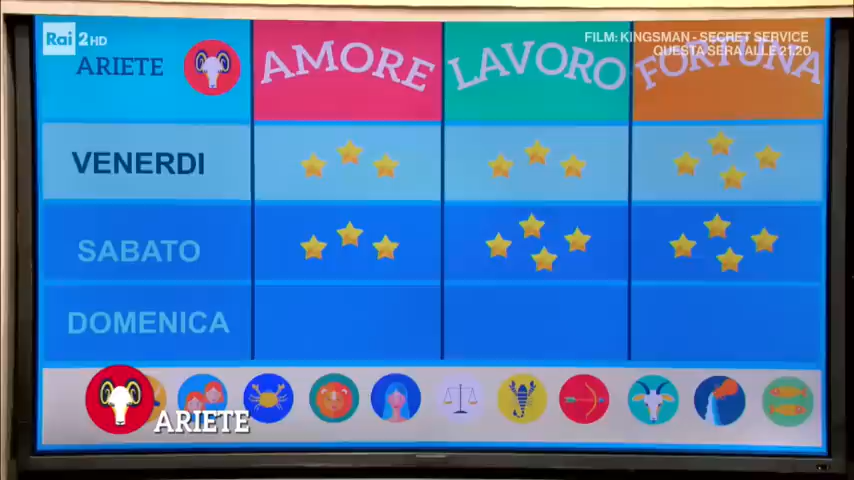 Rai 2HD
FILM: KINGSMAN - SECRET SERVICE
QUESTA SERA ALLE 21.20
ARIETE
AMORE
LAVORO
FORTUNA
VENERDI
SABATO
DOMENICA
ARIETE